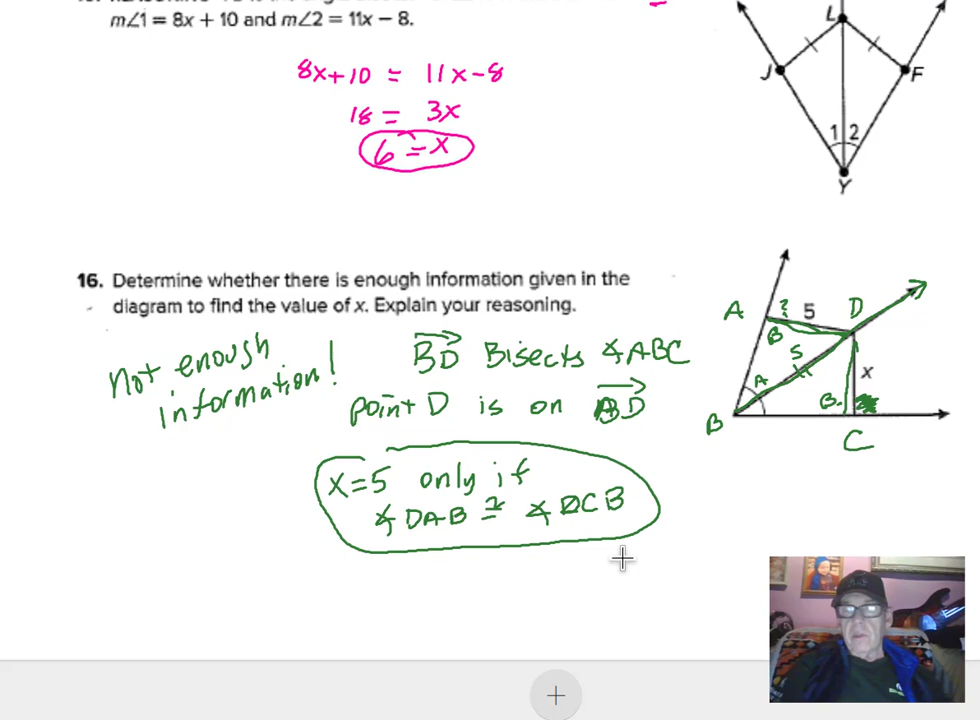 m∠1 = 8x + 10 and m∠2 = 11x − 8.
8x+10 = 11x-8
18 = 3x
6 = x
L
J
F
1 2
Y
16. Determine whether there is enough information given in the
diagram to find the value of x. Explain your reasoning.
Not enough
information!
BD Bisects ∡ABC
point D is on BD
x=5 only if
∡DAB ≅ ∡DCB
A
? 5 D
B
S
A
x
B
B
C